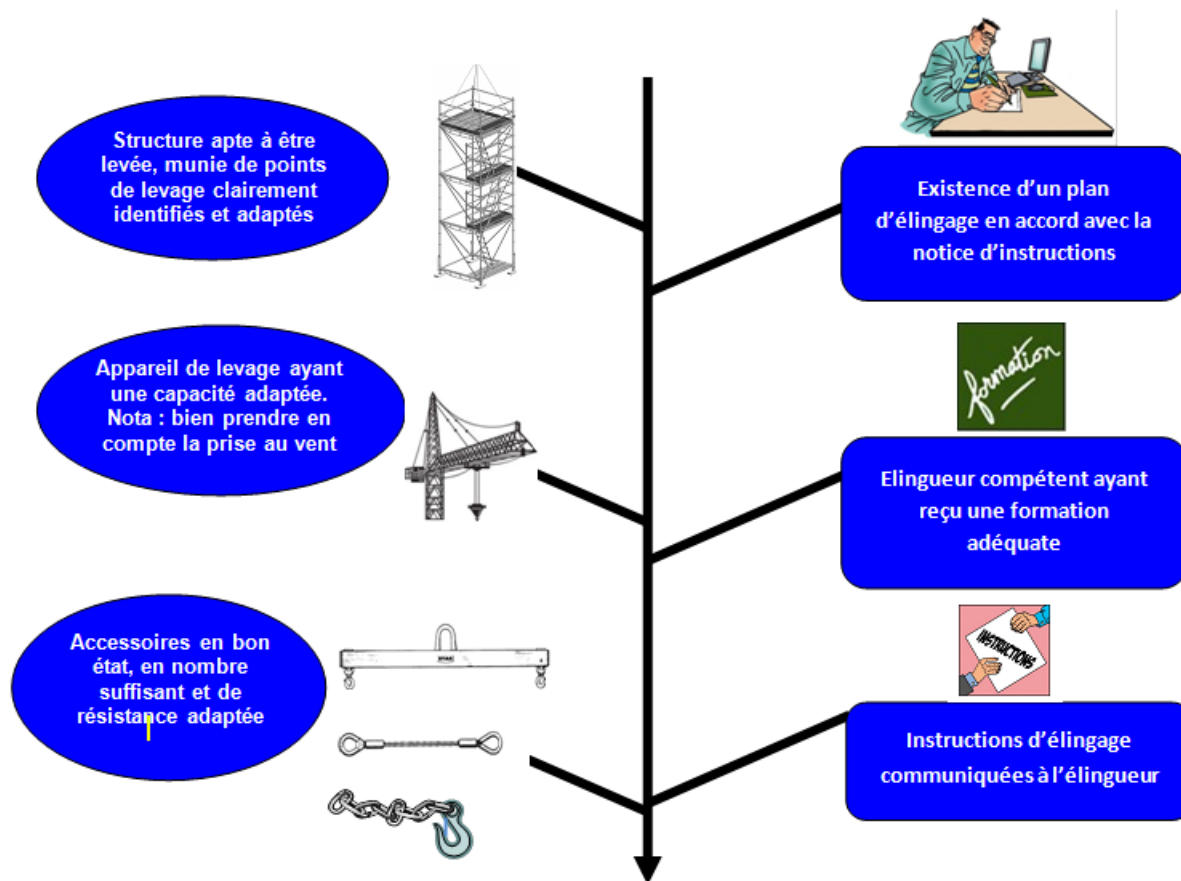 Structure apte à être
levée, munie de points
de levage clairement
identifiés et adaptés
Existence d’un plan
d’élingage en accord avec la
notice d’instructions
Appareil de levage ayant
une capacité adaptée.
Nota : bien prendre en
compte la prise au vent
formation
Elingueur compétent ayant
reçu une formation
adéquate
Accessoires en bon
état, en nombre
suffisant et de
résistance adaptée
INSTRUCTIONS
Instructions d’élingage
communiquées à l’élingueur